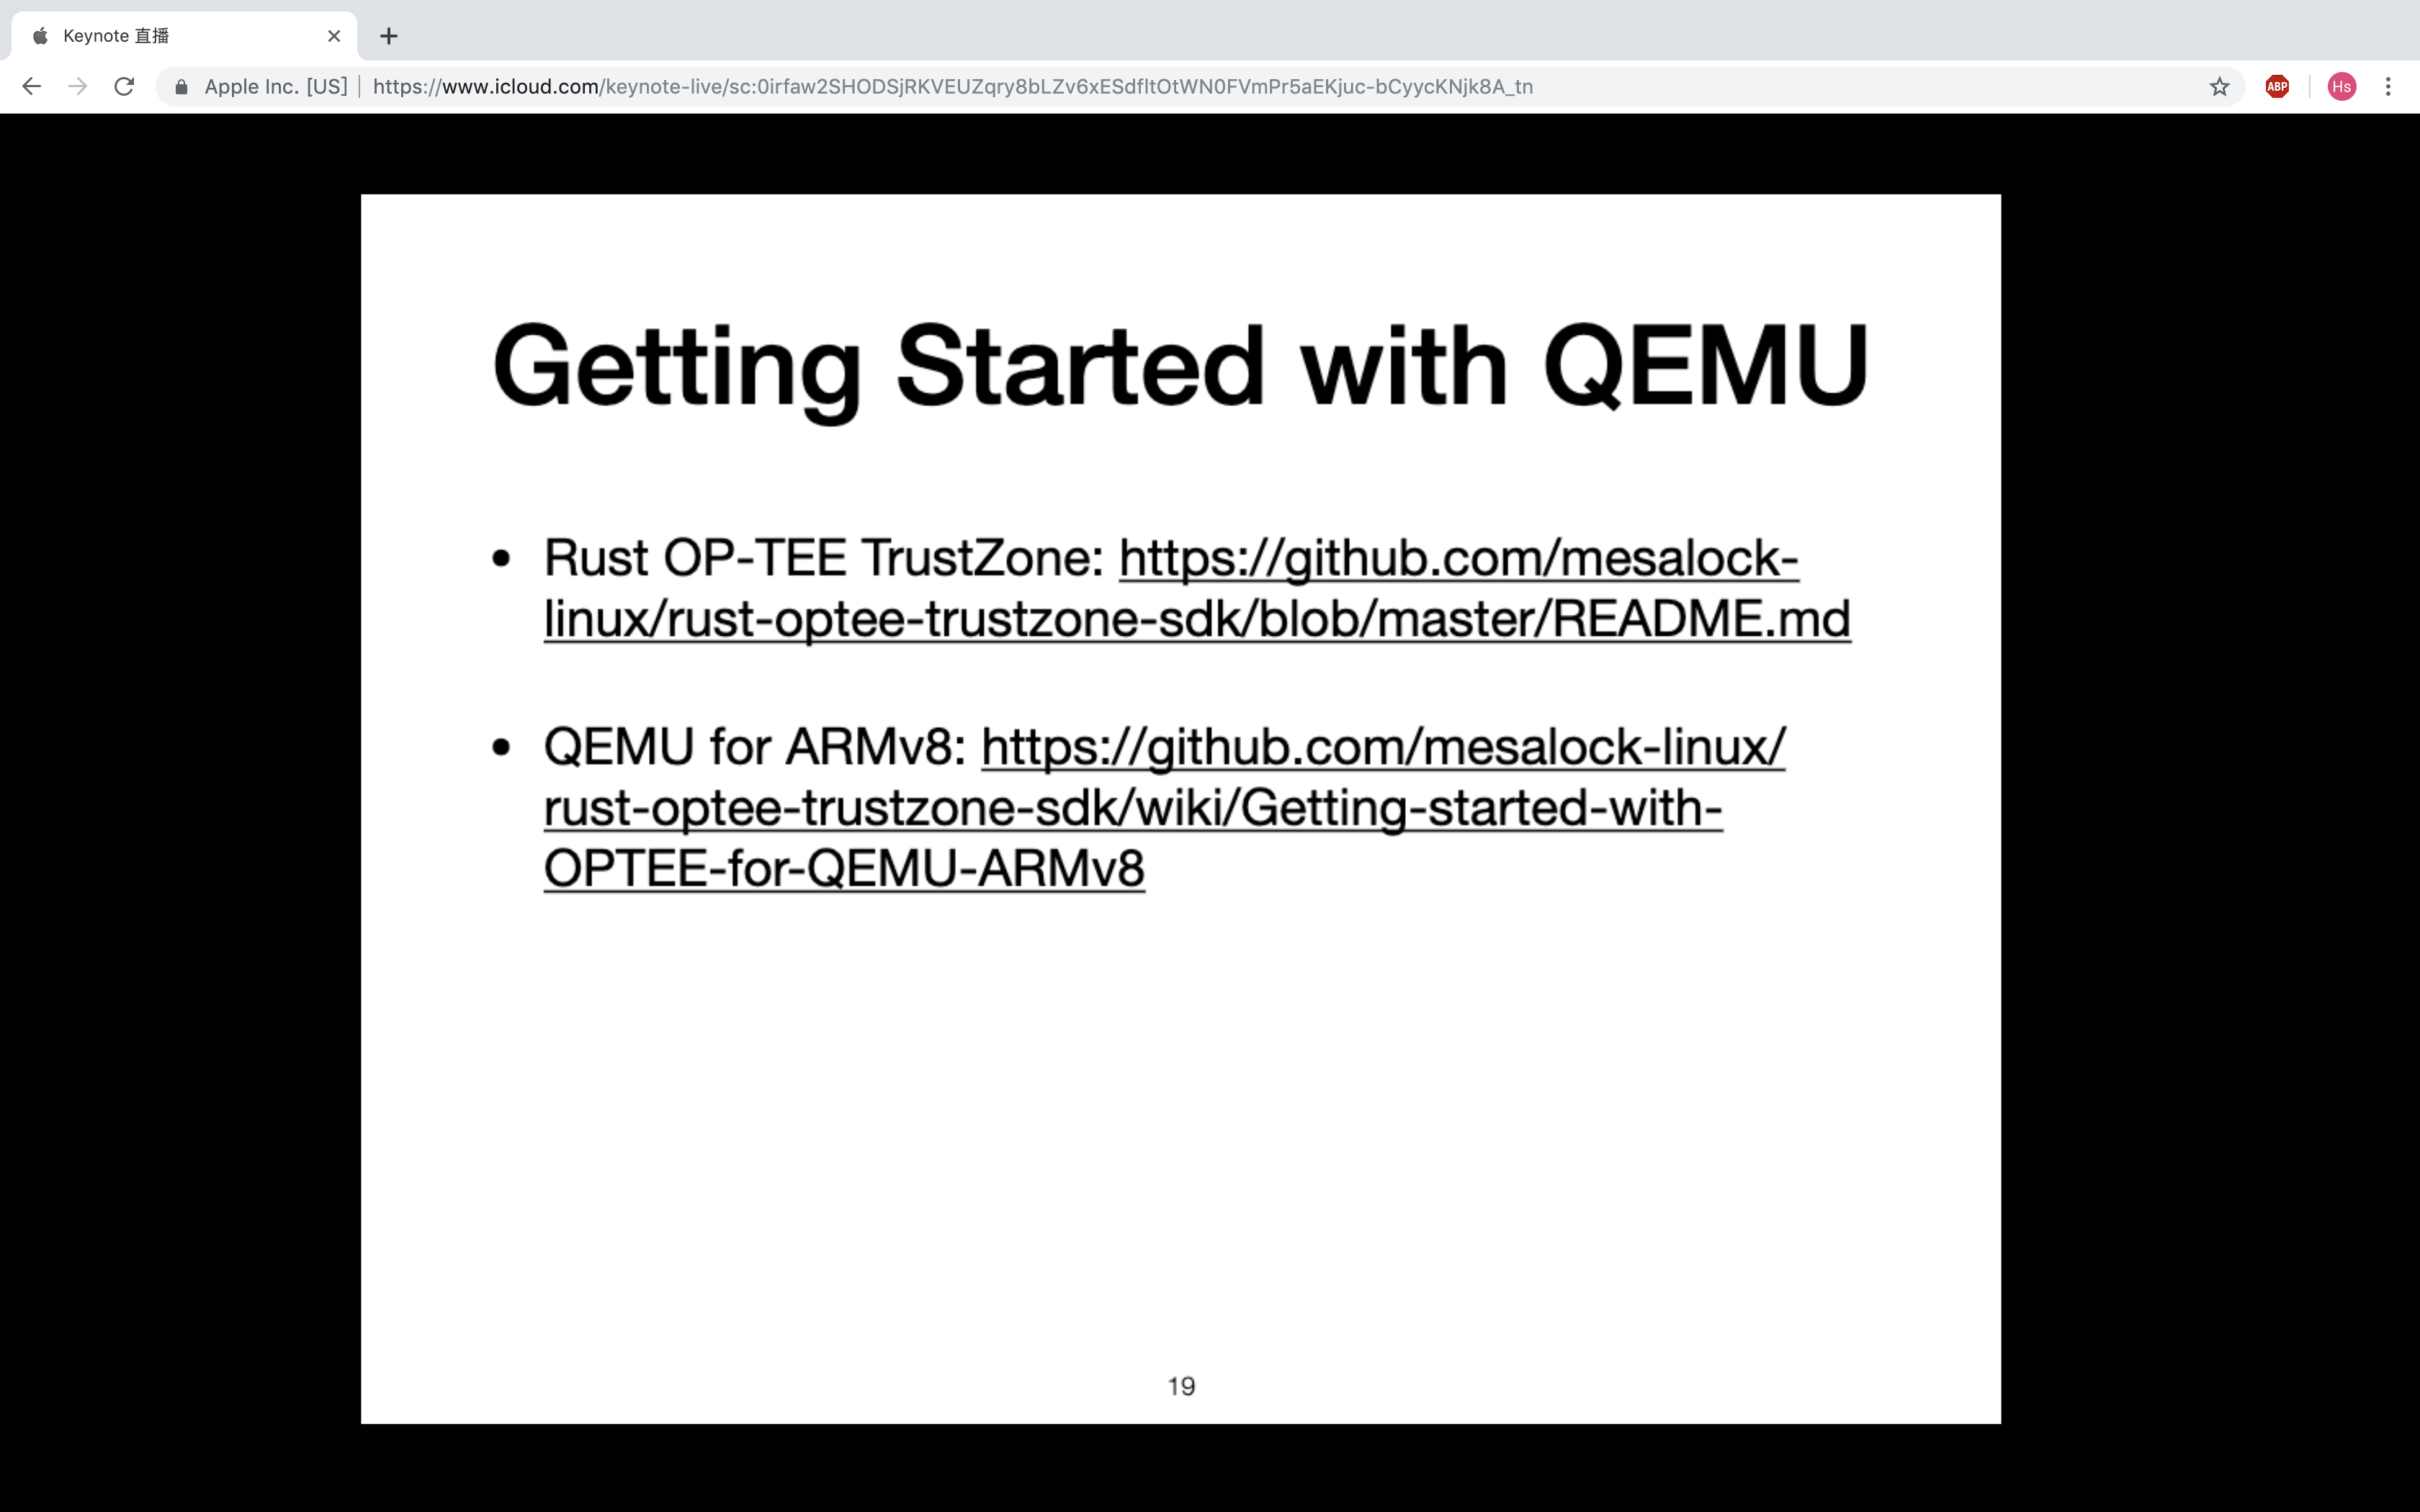 Keynote 直播
Apple Inc. [US] https://www.icloud.com/keynote-live/sc:0irfaw2SHODSjRKVEUZqry8bLZv6xESdfItOtWN0FVmPr5aEKjuc-bCyycKNjk8A_tn
ABP
Hs
Getting Started with QEMU
• Rust OP-TEE TrustZone: https://github.com/mesalock-
linux/rust-optee-trustzone-sdk/blob/master/README.md
• QEMU for ARMv8: https://github.com/mesalock-linux/
rust-optee-trustzone-sdk/wiki/Getting-started-with-
OPTEE-for-QEMU-ARMv8
19